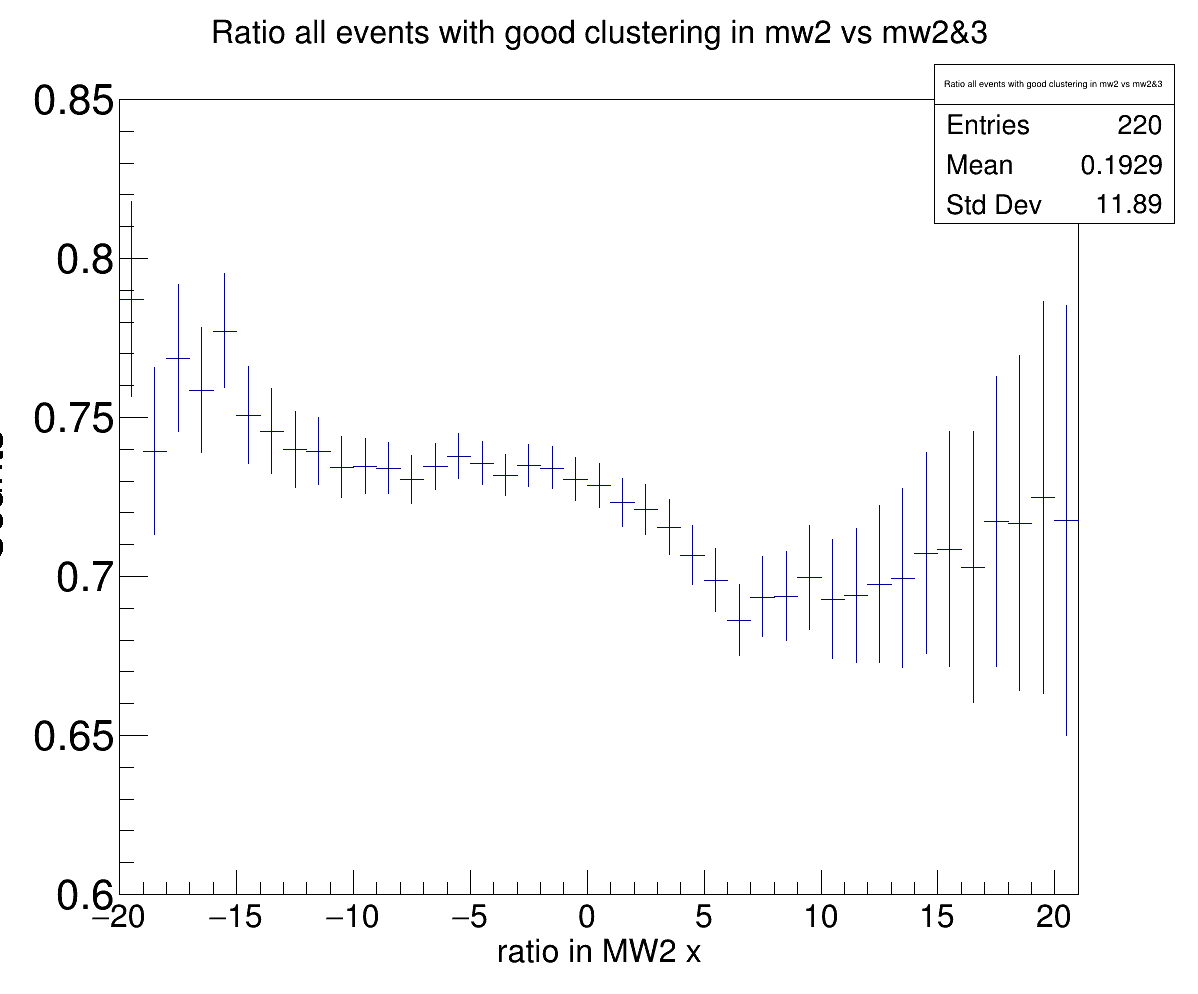 Ratio all events with good clustering in mw2 vs mw2&3
Ratio all events with good clustering in mw2 vs mw2&3
Entries 220
Mean 0.1929
Std Dev 11.89
0.85
0.8
0.75
0.7
0.65
0.6
−20 −15 −10 −5 0 5 10 15 20
ratio in MW2 x